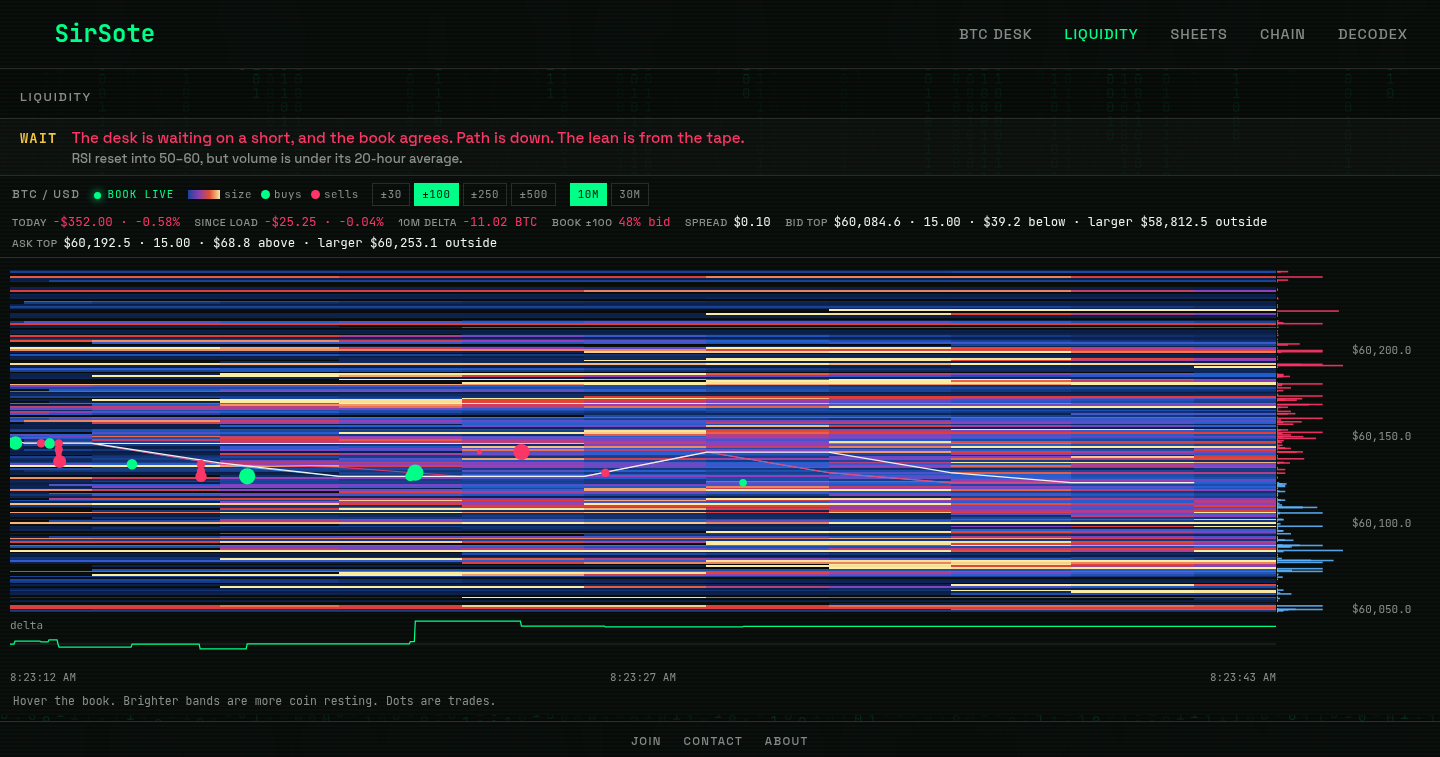 SirSote
BTC DESK LIQUIDITY SHEETS CHAIN DECODEX
LIQUIDITY
WAIT The desk is waiting on a short, and the book agrees. Path is down. The lean is from the tape.
RSI reset into 50–60, but volume is under its 20-hour average.
BTC / USD BOOK LIVE size buys sells ±30 ±100 ±250 ±500 10M 30M
TODAY -$352.00 · -0.58% SINCE LOAD -$25.25 · -0.04% 10M DELTA -11.02 BTC BOOK ±100 48% bid SPREAD $0.10 BID TOP $60,084.6 · 15.00 · $39.2 below · larger $58,812.5 outside
ASK TOP $60,192.5 · 15.00 · $68.8 above · larger $60,253.1 outside
$60,200.0
$60,150.0
$60,100.0
$60,050.0
delta
8:23:12 AM 8:23:27 AM 8:23:43 AM
Hover the book. Brighter bands are more coin resting. Dots are trades.
JOIN CONTACT ABOUT